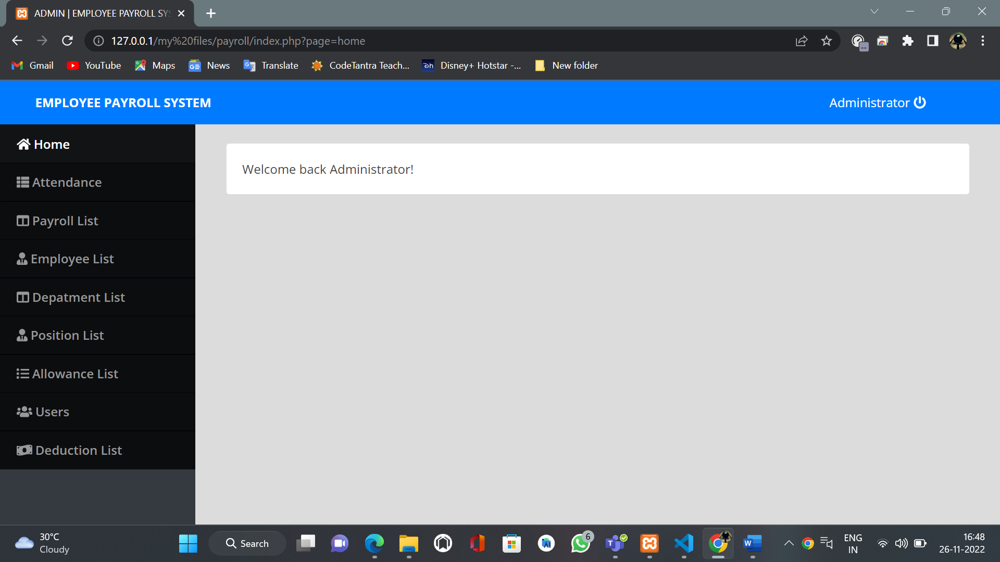 ADMIN | EMPLOYEE PAYROLL SYS
127.0.0.1/my%20files/payroll/index.php?page=home
Gmail YouTube Maps News Translate CodeTantra Teach... Disney+ Hotstar -... New folder
EMPLOYEE PAYROLL SYSTEM
Administrator
Home
Attendance
Payroll List
Employee List
Depatment List
Position List
Allowance List
Users
Deduction List
Welcome back Administrator!
30°C
Cloudy
Search
6
ENG
IN
16:48
26-11-2022